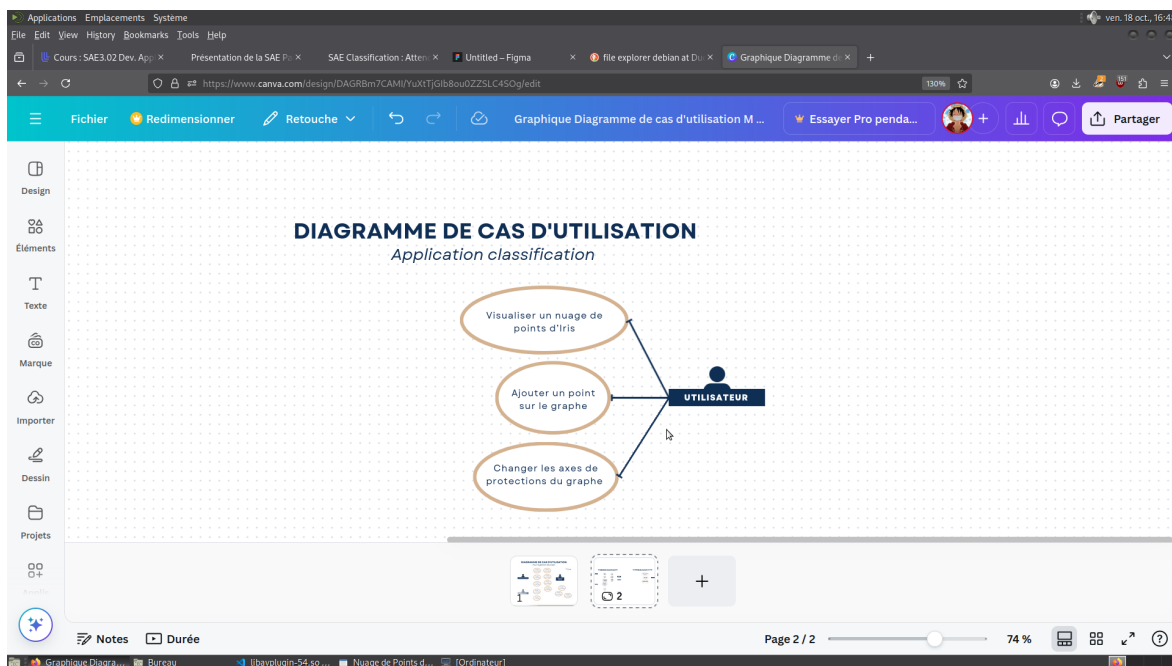 Applications Emplacements Système
ven. 18 oct., 16:4
File Edit View History Bookmarks Tools Help
Cours : SAE3.02 Dev. App
Présentation de la SAE Pa
SAE Classification : Atten
Untitled – Figma
file explorer debian at Du
Graphique Diagramme de
https://www.canva.com/design/DAGRBm7CAMI/YuXtTjGlb8ou0ZZSLC4SOg/edit
130%
151
Fichier
Redimensionner
Retouche
Graphique Diagramme de cas d'utilisation M ...
Essayer Pro penda...
Partager
Design
Éléments
Texte
Marque
Importer
Dessin
Projets
DIAGRAMME DE CAS D'UTILISATION
Application classification
Visualiser un nuage de
points d'Iris
Ajouter un point
sur le graphe
Changer les axes de
protections du graphe
UTILISATEUR
1
2
Notes
Durée
Page 2 / 2
74 %
Graphique Diagra...
Bureau
libavplugin-54.so ...
Nuage de Points d...
[Ordinateur]